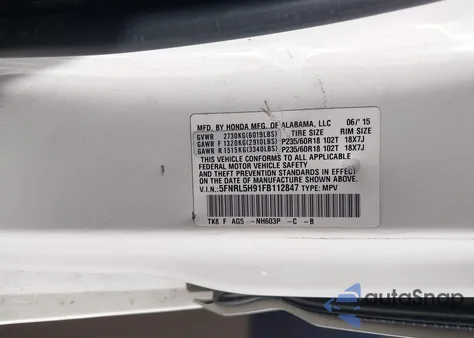 MFD. BY HONDA MFG. OF ALABAMA, LLC 06/'15
GVWR 2730KG(6019LBS) TIRE SIZE RIM SIZE
GAWR F 1320KG(2910LBS) P235/60R18 102T 18X7J
GAWR R 1515KG(3340LBS) P235/60R18 102T 18X7J
THIS VEHICLE CONFORMS TO ALL APPLICABLE
FEDERAL MOTOR VEHICLE SAFETY
AND THEFT PREVENTION STANDARDS IN EFFECT
ON THE DATE OF MANUFACTURE SHOWN ABOVE.
V.I.N: 5FNRL5H91FB112847 TYPE: MPV
TK8 F AG5 -NH603P -C -B
autoSnap